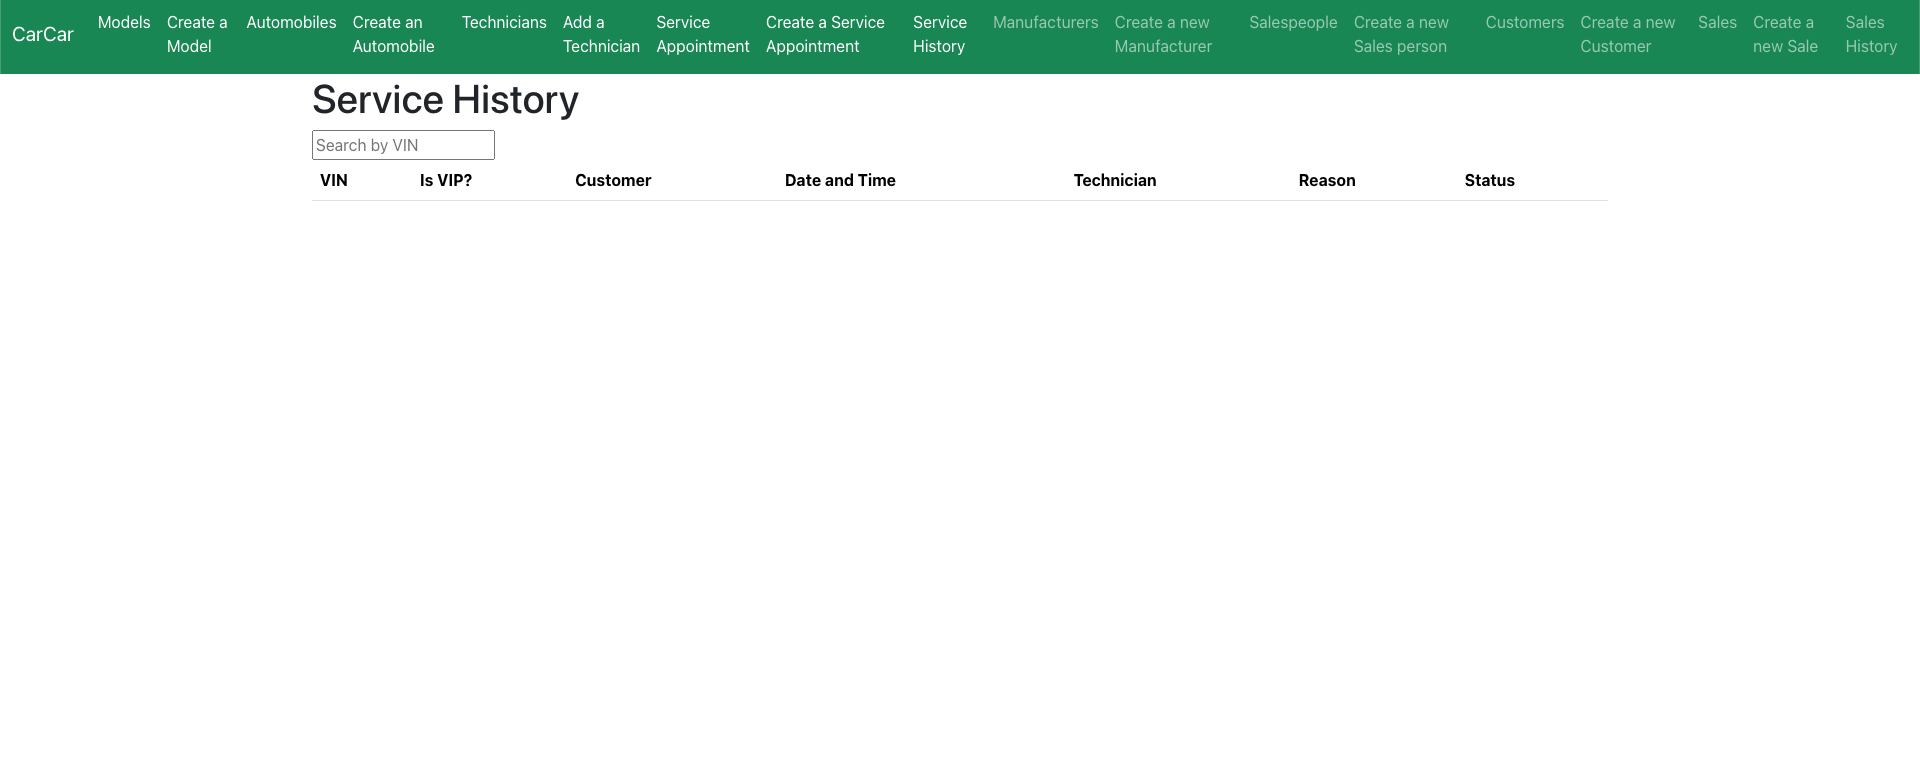 CarCar
Models
Create a
Model
Automobiles
Create an
Automobile
Technicians
Add a
Technician
Service
Appointment
Create a Service
Appointment
Service
History
Manufacturers
Create a new
Manufacturer
Salespeople
Create a new
Sales person
Customers
Create a new
Customer
Sales
Create a
new Sale
Sales
History
Service History
Search by VIN
VIN Is VIP? Customer Date and Time Technician Reason Status